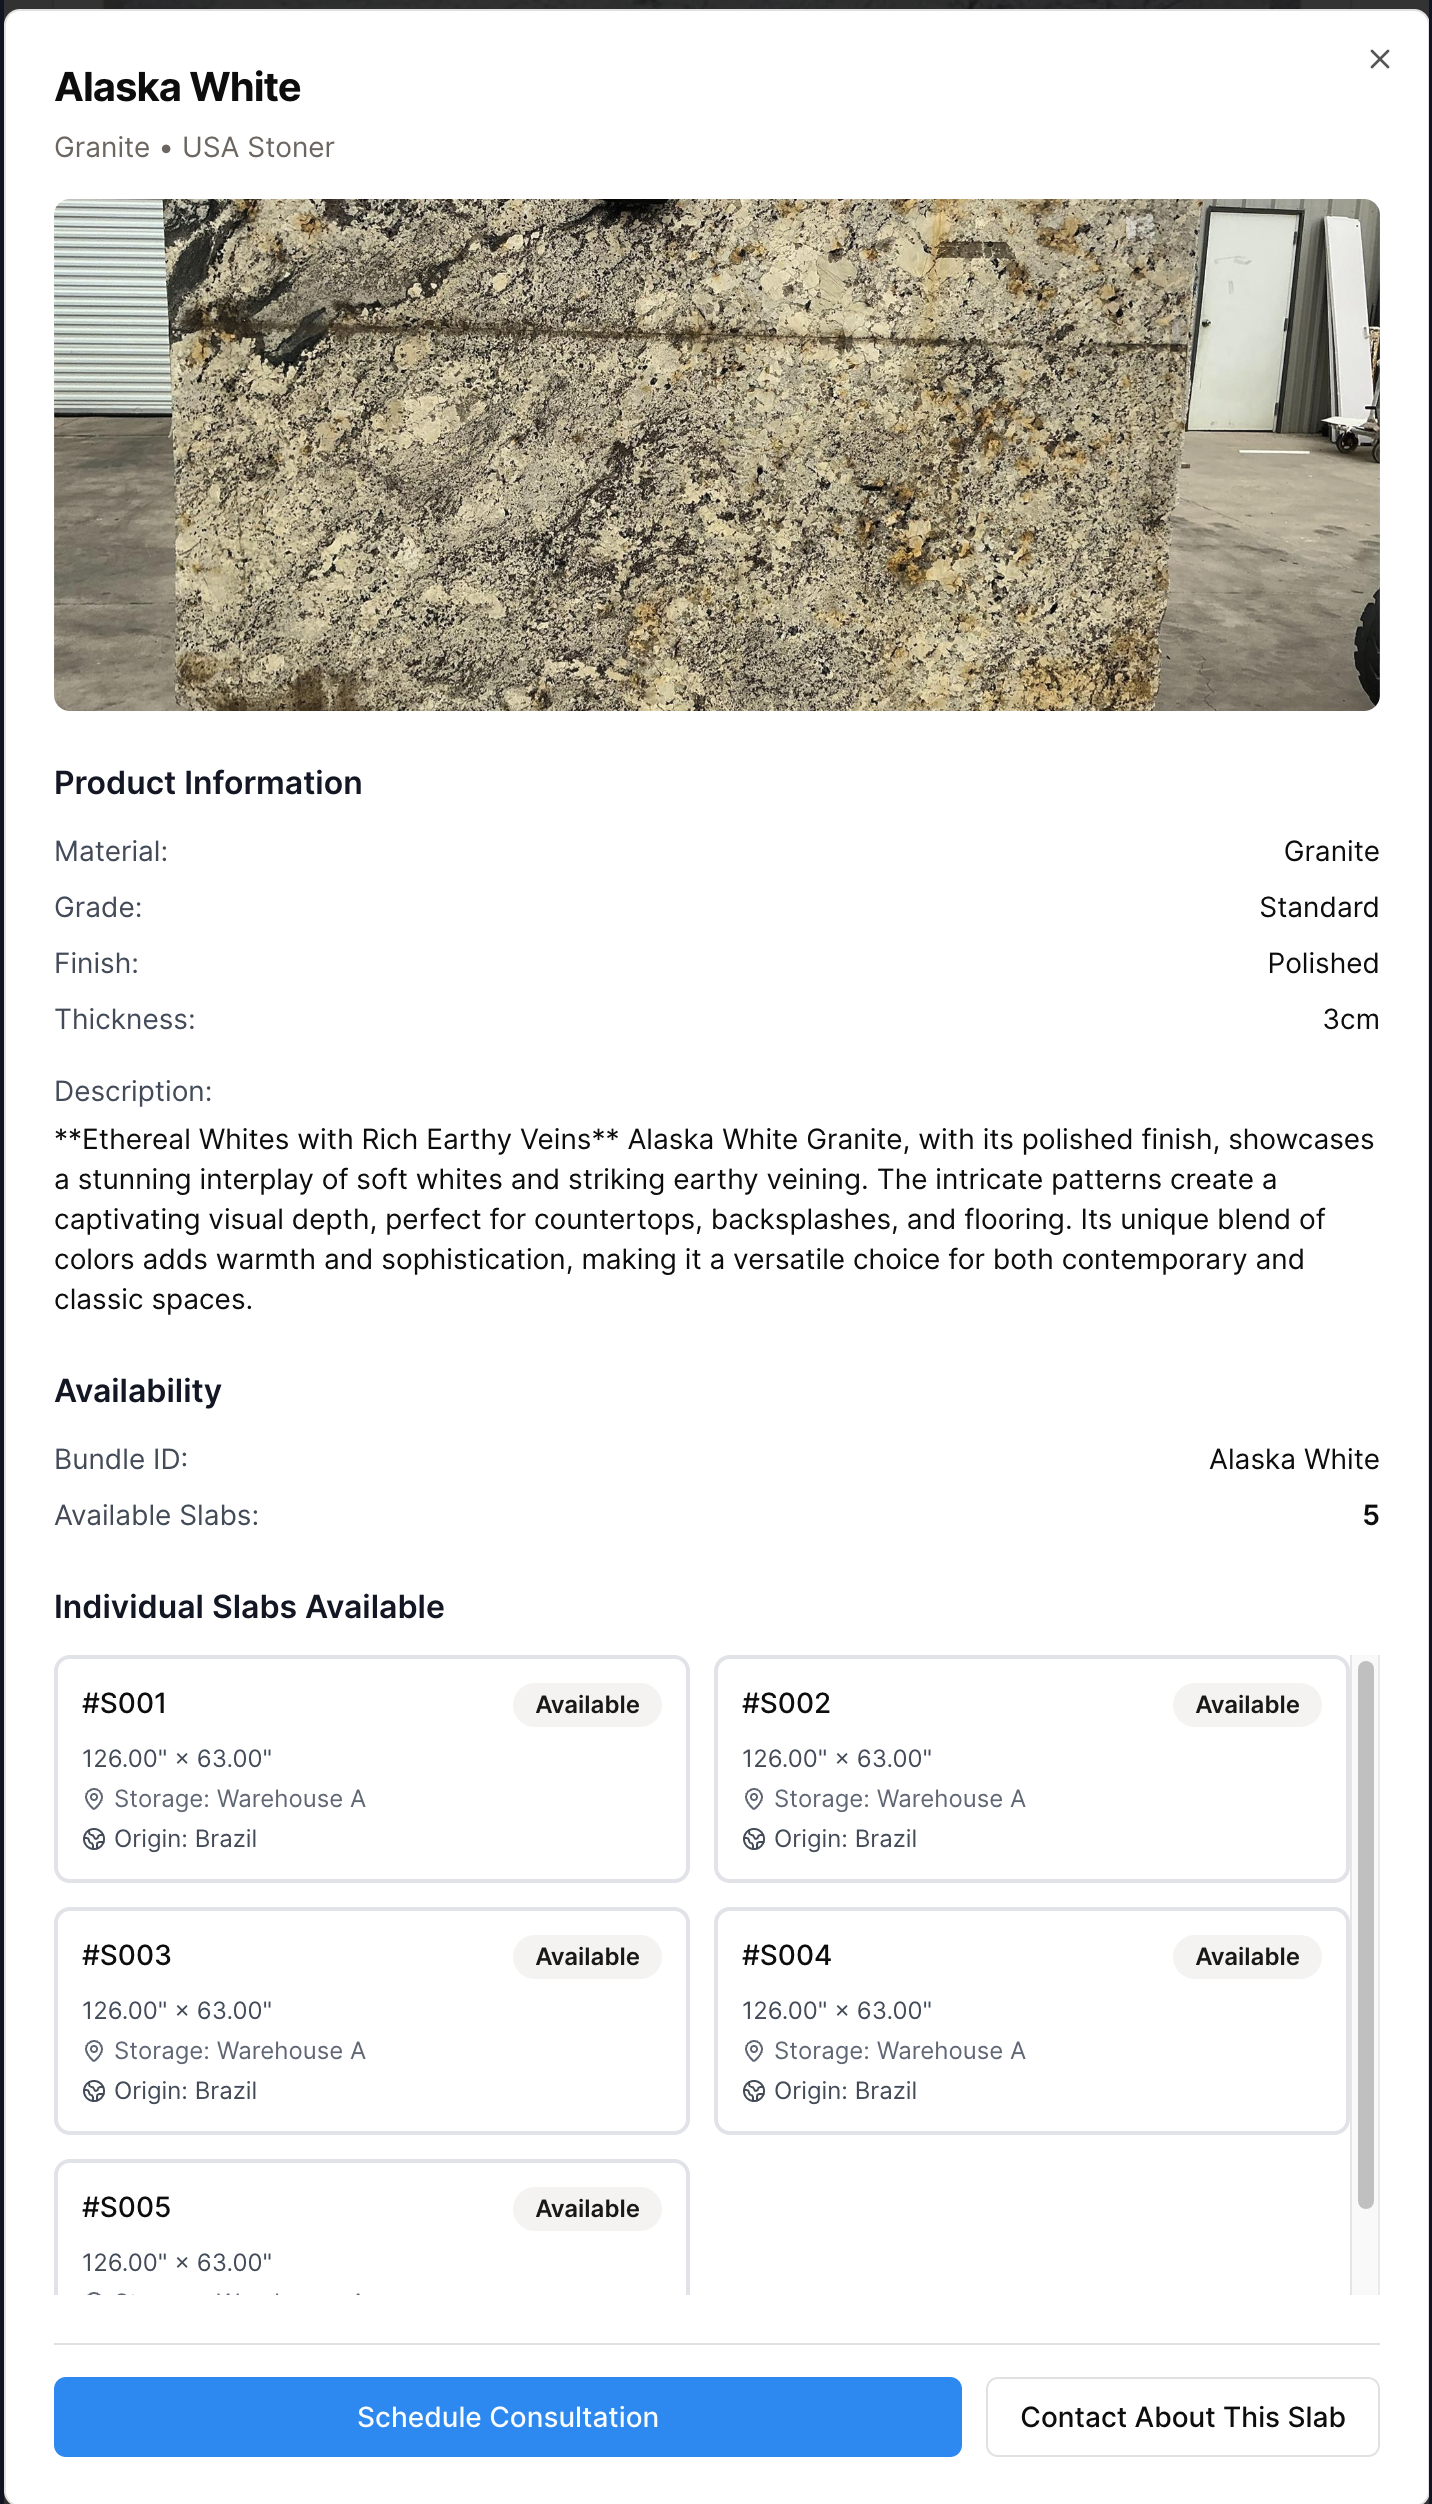 Alaska White
Granite • USA Stoner
Product Information
Material: Granite
Grade: Standard
Finish: Polished
Thickness: 3cm
Description:
**Ethereal Whites with Rich Earthy Veins** Alaska White Granite, with its polished finish, showcases
a stunning interplay of soft whites and striking earthy veining. The intricate patterns create a
captivating visual depth, perfect for countertops, backsplashes, and flooring. Its unique blend of
colors adds warmth and sophistication, making it a versatile choice for both contemporary and
classic spaces.
Availability
Bundle ID: Alaska White
Available Slabs: 5
Individual Slabs Available
#S001 Available
126.00" × 63.00"
Storage: Warehouse A
Origin: Brazil
#S002 Available
126.00" × 63.00"
Storage: Warehouse A
Origin: Brazil
#S003 Available
126.00" × 63.00"
Storage: Warehouse A
Origin: Brazil
#S004 Available
126.00" × 63.00"
Storage: Warehouse A
Origin: Brazil
#S005 Available
126.00" × 63.00"
Schedule Consultation
Contact About This Slab